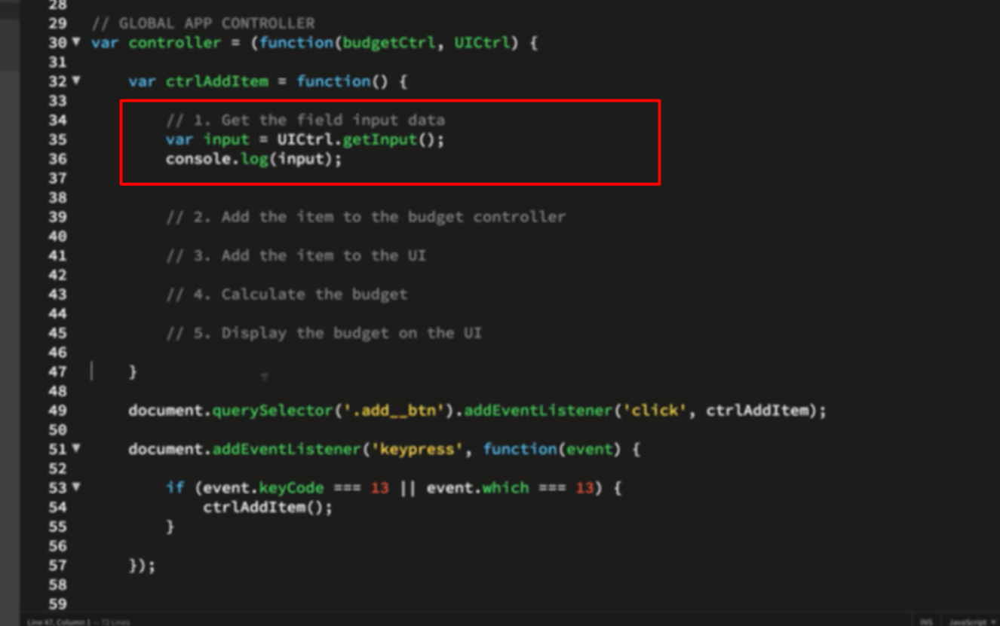 28
29 // GLOBAL APP CONTROLLER
30 var controller = (function(budgetCtrl, UICtrl) {
31
32 var ctrlAddItem = function() {
33
34 // 1. Get the field input data
35 var input = UICtrl.getInput();
36 console.log(input);
37
38
39 // 2. Add the item to the budget controller
40
41 // 3. Add the item to the UI
42
43 // 4. Calculate the budget
44
45 // 5. Display the budget on the UI
46
47 }
48
49 document.querySelector('.add__btn').addEventListener('click', ctrlAddItem);
50
51 document.addEventListener('keypress', function(event) {
52
53 if (event.keyCode === 13 || event.which === 13) {
54 ctrlAddItem();
55 }
56
57 });
58
59
Line 47, Column 1 — 72 Lines INS JavaScript